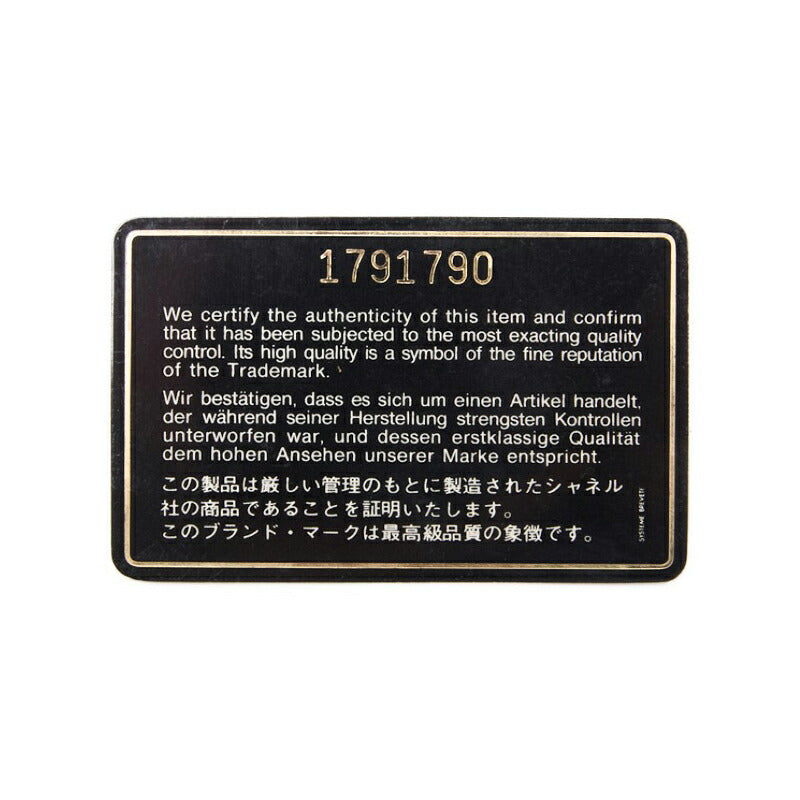 1791790
We certify the authenticity of this item and confirm
that it has been subjected to the most exacting quality
control. Its high quality is a symbol of the fine reputation
of the Trademark.
Wir bestätigen, dass es sich um einen Artikel handelt,
der während seiner Herstellung strengsten Kontrollen
unterworfen war, und dessen erstklassige Qualität
dem hohen Ansehen unserer Marke entspricht.
この製品は厳しい管理のもとに製造されたシャネル
社の商品であることを証明いたします。
このブランド・マークは最高級品質の象徴です。
SYSTEME BREVETE